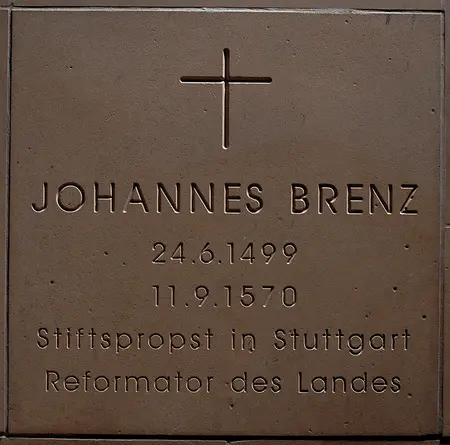 JOHANNES BRENZ
24.6.1499
11.9.1570
Stiftspropst in Stuttgart
Reformator des Landes